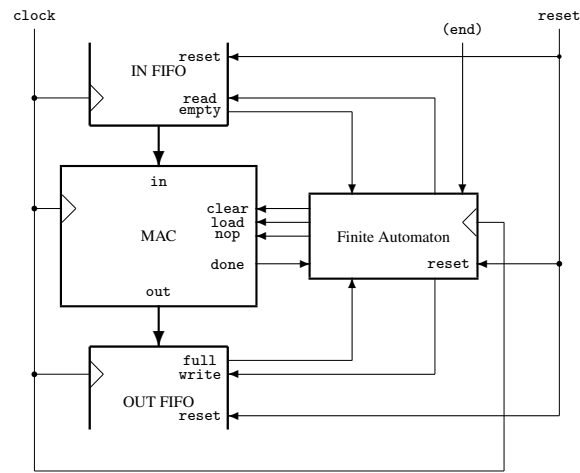 clock
reset
(end)
reset
IN FIFO
read
empty
in
clear
load
MAC
nop
Finite Automaton
done
reset
out
full
write
OUT FIFO
reset